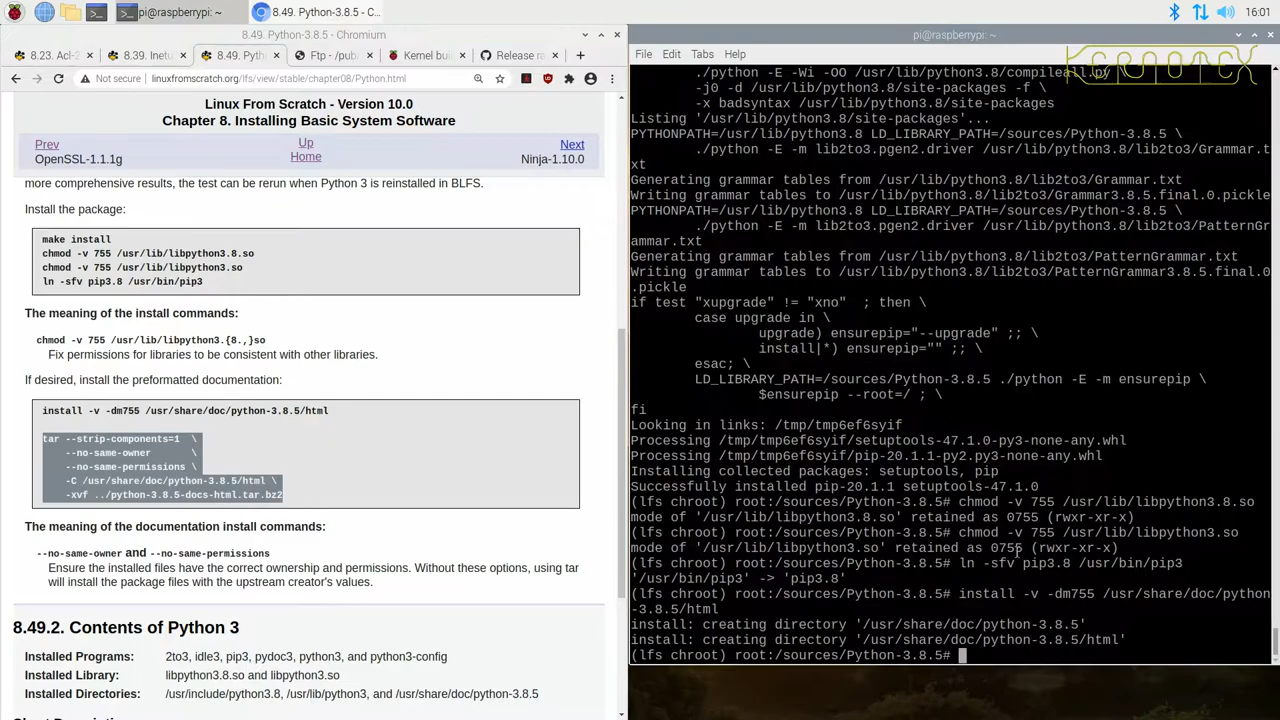 pi@raspberrypi: ~
8.49. Python-3.8.5 - C...
16:01
8.49. Python-3.8.5 - Chromium
8.23. Acl-2
8.39. Inetu
8.49. Pyth
Ftp - /pub
Kernel bui
Release ra
Not secure | linuxfromscratch.org/lfs/view/stable/chapter08/Python.html
Linux From Scratch - Version 10.0
Chapter 8. Installing Basic System Software
Prev
Up
Next
OpenSSL-1.1.1g
Home
Ninja-1.10.0
more comprehensive results, the test can be rerun when Python 3 is reinstalled in BLFS.
Install the package:
make install
chmod -v 755 /usr/lib/libpython3.8.so
chmod -v 755 /usr/lib/libpython3.so
ln -sfv pip3.8 /usr/bin/pip3
The meaning of the install commands:
chmod -v 755 /usr/lib/libpython3.{8.,}so
Fix permissions for libraries to be consistent with other libraries.
If desired, install the preformatted documentation:
install -v -dm755 /usr/share/doc/python-3.8.5/html
tar --strip-components=1 \
--no-same-owner \
--no-same-permissions \
-C /usr/share/doc/python-3.8.5/html \
-xvf ../python-3.8.5-docs-html.tar.bz2
The meaning of the documentation install commands:
--no-same-owner and --no-same-permissions
Ensure the installed files have the correct ownership and permissions. Without these options, using tar
will install the package files with the upstream creator's values.
8.49.2. Contents of Python 3
Installed Programs: 2to3, idle3, pip3, pydoc3, python3, and python3-config
Installed Library: libpython3.8.so and libpython3.so
Installed Directories: /usr/include/python3.8, /usr/lib/python3, and /usr/share/doc/python-3.8.5
pi@raspberrypi: ~
File Edit Tabs Help
KERNOTEX
./python -E -Wi -OO /usr/lib/python3.8/compileall.py
-j0 -d /usr/lib/python3.8/site-packages -f \
-x badsyntax /usr/lib/python3.8/site-packages
Listing '/usr/lib/python3.8/site-packages'...
PYTHONPATH=/usr/lib/python3.8 LD_LIBRARY_PATH=/sources/Python-3.8.5 \
./python -E -m lib2to3.pgen2.driver /usr/lib/python3.8/lib2to3/Grammar.t
xt
Generating grammar tables from /usr/lib/python3.8/lib2to3/Grammar.txt
Writing grammar tables to /usr/lib/python3.8/lib2to3/Grammar3.8.5.final.0.pickle
PYTHONPATH=/usr/lib/python3.8 LD_LIBRARY_PATH=/sources/Python-3.8.5 \
./python -E -m lib2to3.pgen2.driver /usr/lib/python3.8/lib2to3/PatternGr
ammar.txt
Generating grammar tables from /usr/lib/python3.8/lib2to3/PatternGrammar.txt
Writing grammar tables to /usr/lib/python3.8/lib2to3/PatternGrammar3.8.5.final.0
.pickle
if test "xupgrade" != "xno" ; then \
case upgrade in \
upgrade) ensurepip="--upgrade" ;; \
install|*) ensurepip="" ;; \
esac; \
LD_LIBRARY_PATH=/sources/Python-3.8.5 ./python -E -m ensurepip \
$ensurepip --root=/ ; \
fi
Looking in links: /tmp/tmp6ef6syif
Processing /tmp/tmp6ef6syif/setuptools-47.1.0-py3-none-any.whl
Processing /tmp/tmp6ef6syif/pip-20.1.1-py2.py3-none-any.whl
Installing collected packages: setuptools, pip
Successfully installed pip-20.1.1 setuptools-47.1.0
(lfs chroot) root:/sources/Python-3.8.5# chmod -v 755 /usr/lib/libpython3.8.so
mode of '/usr/lib/libpython3.8.so' retained as 0755 (rwxr-xr-x)
(lfs chroot) root:/sources/Python-3.8.5# chmod -v 755 /usr/lib/libpython3.so
mode of '/usr/lib/libpython3.so' retained as 0755 (rwxr-xr-x)
(lfs chroot) root:/sources/Python-3.8.5# ln -sfv pip3.8 /usr/bin/pip3
'/usr/bin/pip3' -> 'pip3.8'
(lfs chroot) root:/sources/Python-3.8.5# install -v -dm755 /usr/share/doc/python
-3.8.5/html
install: creating directory '/usr/share/doc/python-3.8.5'
install: creating directory '/usr/share/doc/python-3.8.5/html'
(lfs chroot) root:/sources/Python-3.8.5#